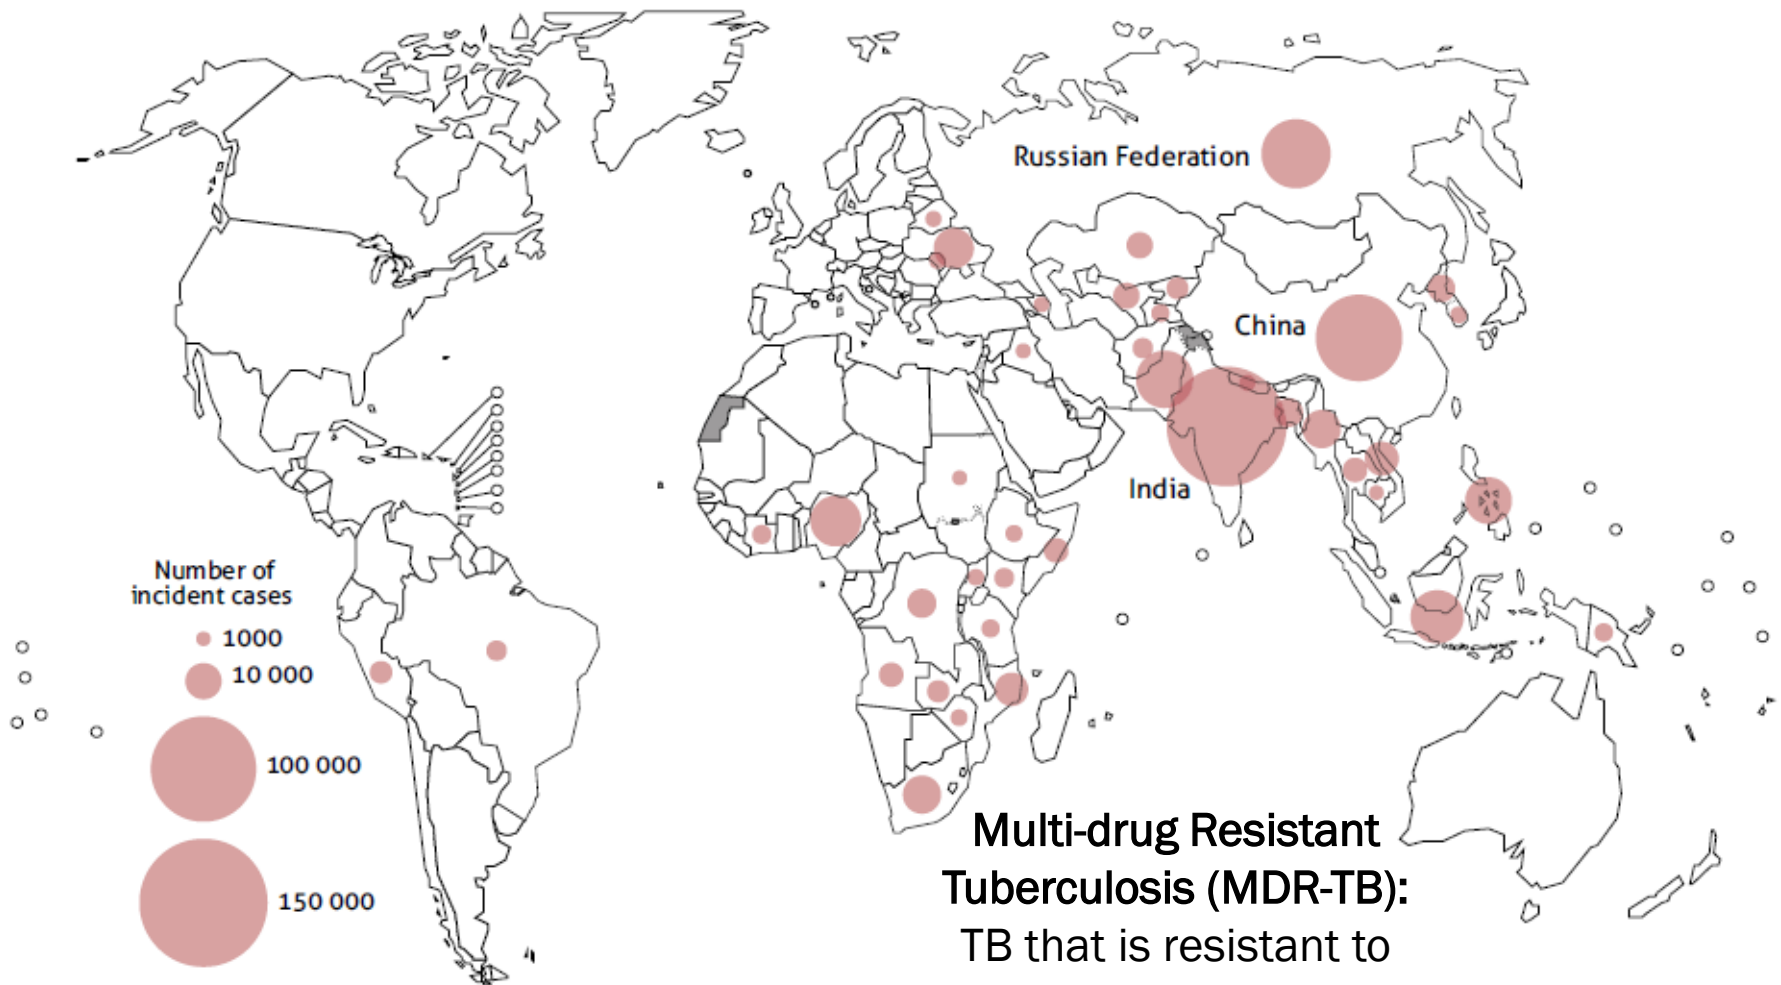 Russian Federation
China
India
Number of
incident cases
1000
10 000
100 000
150 000
Multi-drug Resistant
Tuberculosis (MDR-TB):
TB that is resistant to